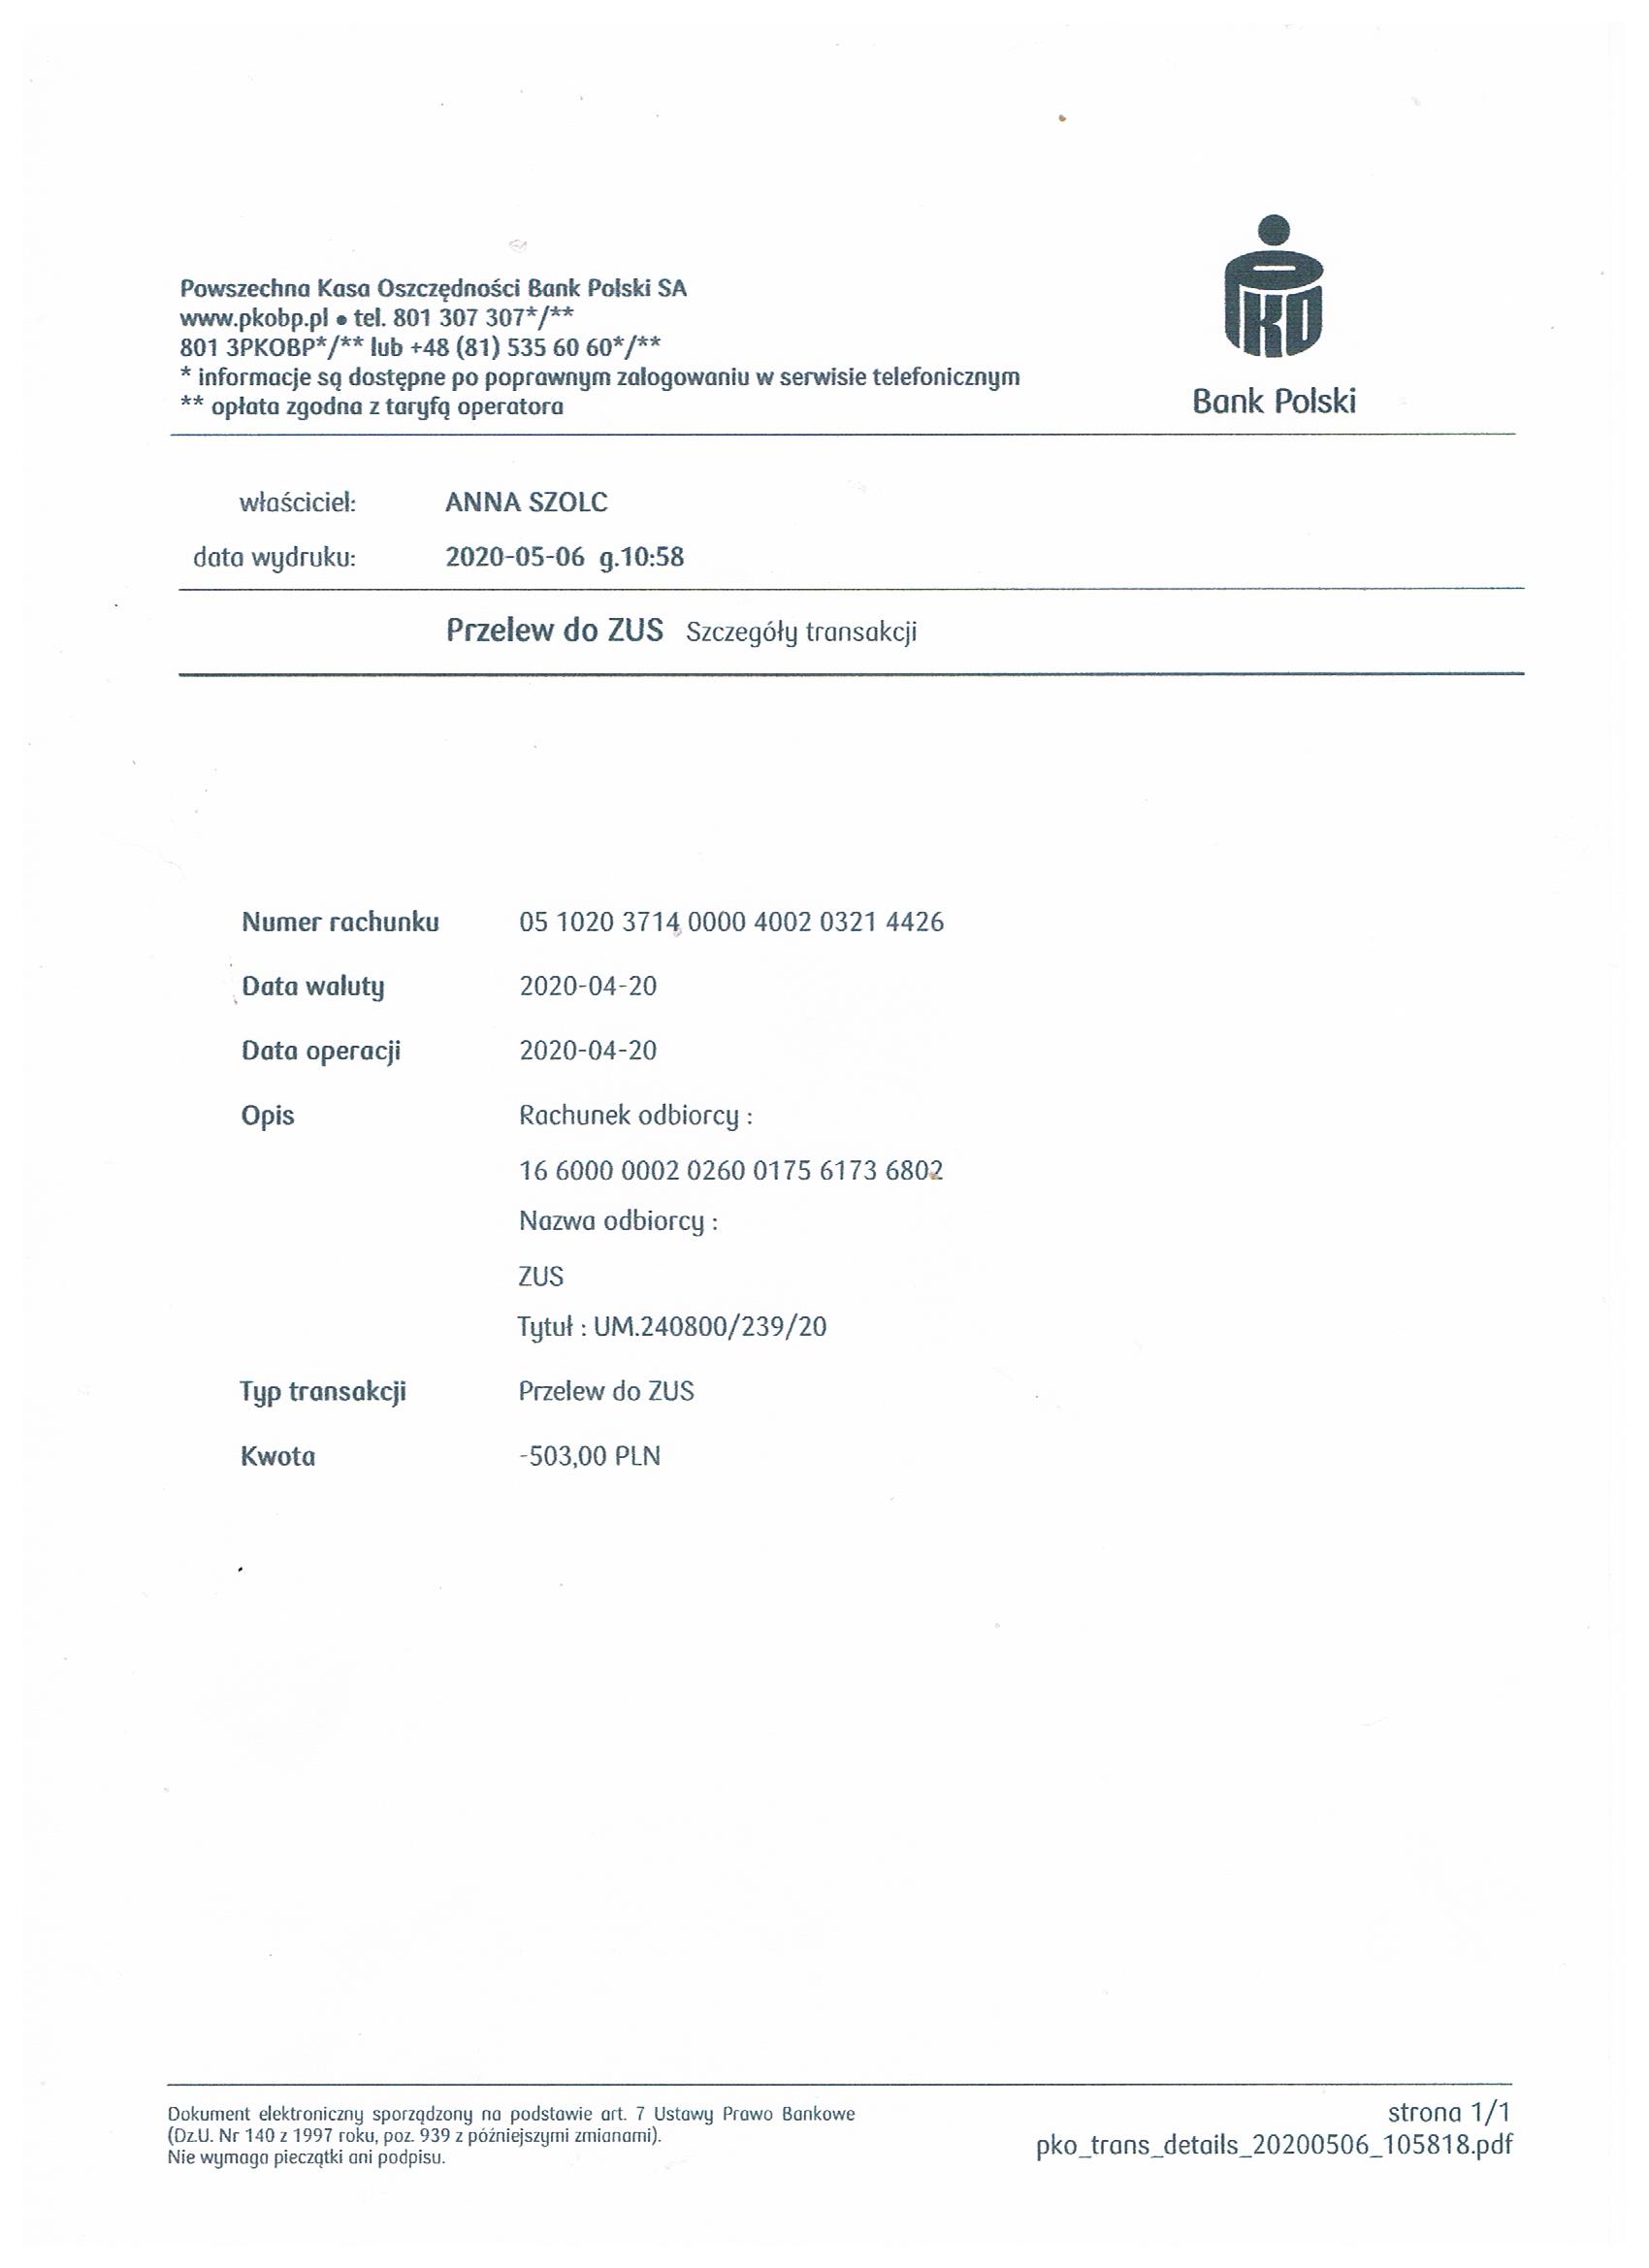 Powszechna Kasa Oszczędności Bank Polski SA
www.pkobp.pl • tel. 801 307 307*/**
801 3PKOBP*/** lub +48 (81) 535 60 60*/**
* informacje są dostępne po poprawnym zalogowaniu w serwisie telefonicznym
** opłata zgodna z taryfą operatora
PKO
Bank Polski
właściciel: ANNA SZOLC
data wydruku: 2020-05-06 g.10:58
Przelew do ZUS Szczegóły transakcji
Numer rachunku 05 1020 3714 0000 4002 0321 4426
Data waluty 2020-04-20
Data operacji 2020-04-20
Opis Rachunek odbiorcy :
16 6000 0002 0260 0175 6173 6802
Nazwa odbiorcy :
ZUS
Tytuł : UM.240800/239/20
Typ transakcji Przelew do ZUS
Kwota -503,00 PLN
Dokument elektroniczny sporządzony na podstawie art. 7 Ustawy Prawo Bankowe
(Dz.U. Nr 140 z 1997 roku, poz. 939 z późniejszymi zmianami).
Nie wymaga pieczątki ani podpisu.
strona 1/1
pko_trans_details_20200506_105818.pdf